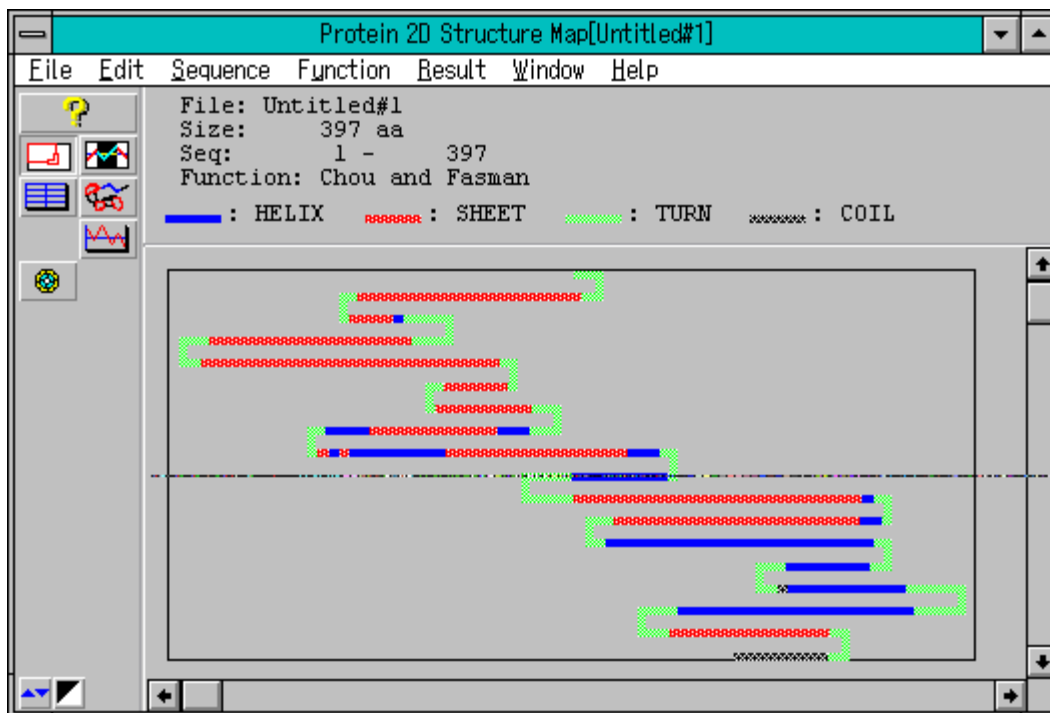 Protein 2D Structure Map[Untitled#1]
File Edit Sequence Function Result Window Help
File: Untitled#1
Size: 397 aa
Seq: 1 - 397
Function: Chou and Fasman
: HELIX : SHEET : TURN : COIL